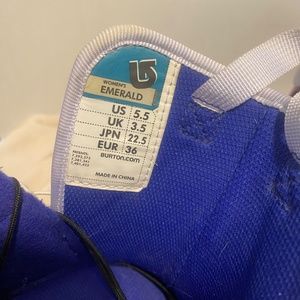 WOMEN'S
EMERALD
US 5.5
UK 3.5
JPN 22.5
EUR 36
BURTON.COM
MADE IN CHINA